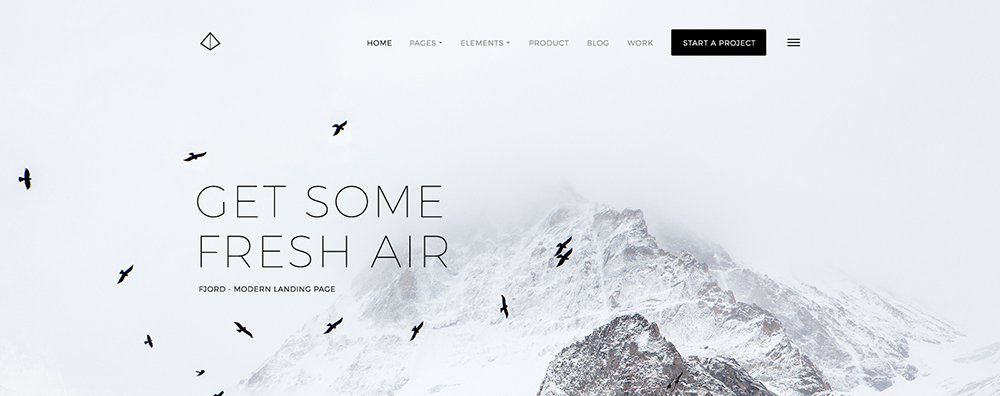 HOME PAGES ELEMENTS PRODUCT BLOG WORK START A PROJECT
GET SOME
FRESH AIR
FJORD - MODERN LANDING PAGE